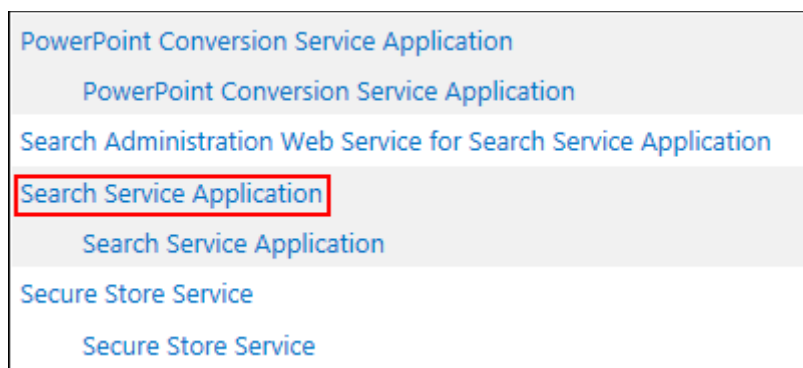 PowerPoint Conversion Service Application
PowerPoint Conversion Service Application
Search Administration Web Service for Search Service Application
Search Service Application
Search Service Application
Secure Store Service
Secure Store Service